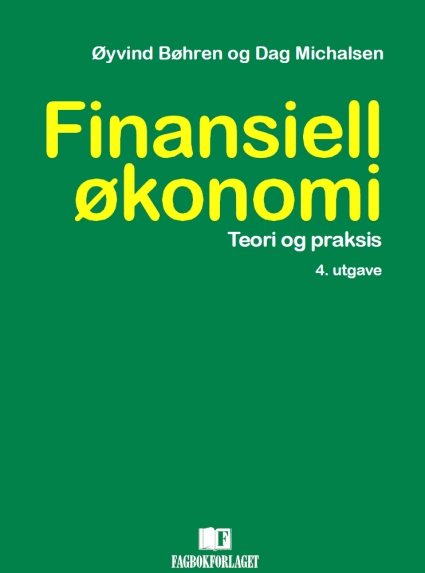 Øyvind Bøhren og Dag Michalsen
Finansiell
økonomi
Teori og praksis
4. utgave
F
FAGBOKFORLAGET